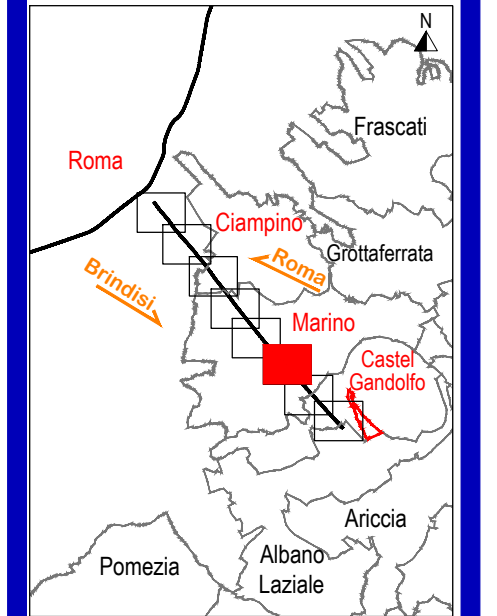 N
Frascati
Roma
Ciampino
Grottaferrata
Roma
Brindisi
Marino
Castel
Gandolfo
Ariccia
Albano
Laziale
Pomezia